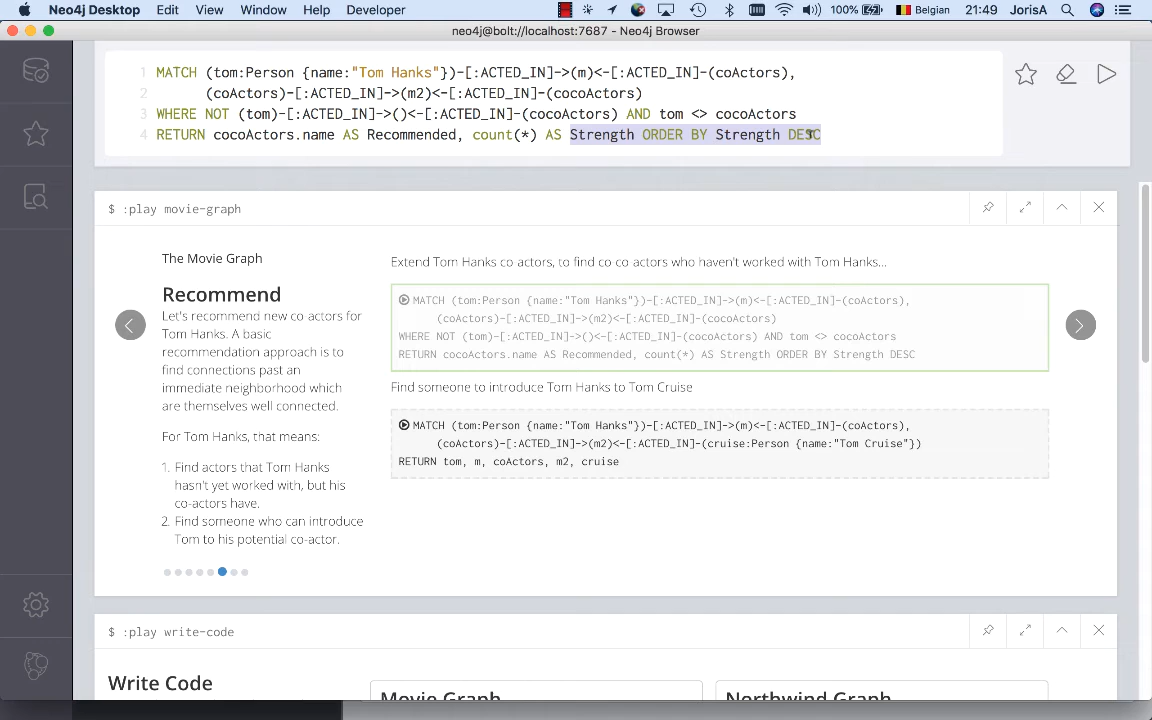 Neo4j Desktop Edit View Window Help Developer 100% Belgian 21:49 JorisA
neo4j@bolt://localhost:7687 - Neo4j Browser
1 MATCH (tom:Person {name:"Tom Hanks"})-[:ACTED_IN]->(m)<-[:ACTED_IN]-(coActors),
2 (coActors)-[:ACTED_IN]->(m2)<-[:ACTED_IN]-(cocoActors)
3 WHERE NOT (tom)-[:ACTED_IN]->()<-[:ACTED_IN]-(cocoActors) AND tom <> cocoActors
4 RETURN cocoActors.name AS Recommended, count(*) AS Strength ORDER BY Strength DESC
$ :play movie-graph
The Movie Graph
Recommend
Let's recommend new co-actors for
Tom Hanks. A basic
recommendation approach is to
find connections past an
immediate neighborhood which
are themselves well connected.
For Tom Hanks, that means:
1. Find actors that Tom Hanks
hasn't yet worked with, but his
co-actors have.
2. Find someone who can introduce
Tom to his potential co-actor.
Extend Tom Hanks co-actors, to find co-co-actors who haven't worked with Tom Hanks...
MATCH (tom:Person {name:"Tom Hanks"})-[:ACTED_IN]->(m)<-[:ACTED_IN]-(coActors),
(coActors)-[:ACTED_IN]->(m2)<-[:ACTED_IN]-(cocoActors)
WHERE NOT (tom)-[:ACTED_IN]->()<-[:ACTED_IN]-(cocoActors) AND tom <> cocoActors
RETURN cocoActors.name AS Recommended, count(*) AS Strength ORDER BY Strength DESC
Find someone to introduce Tom Hanks to Tom Cruise
MATCH (tom:Person {name:"Tom Hanks"})-[:ACTED_IN]->(m)<-[:ACTED_IN]-(coActors),
(coActors)-[:ACTED_IN]->(m2)<-[:ACTED_IN]-(cruise:Person {name:"Tom Cruise"})
RETURN tom, m, coActors, m2, cruise
$ :play write-code
Write Code
Movie Graph
Northwind Graph